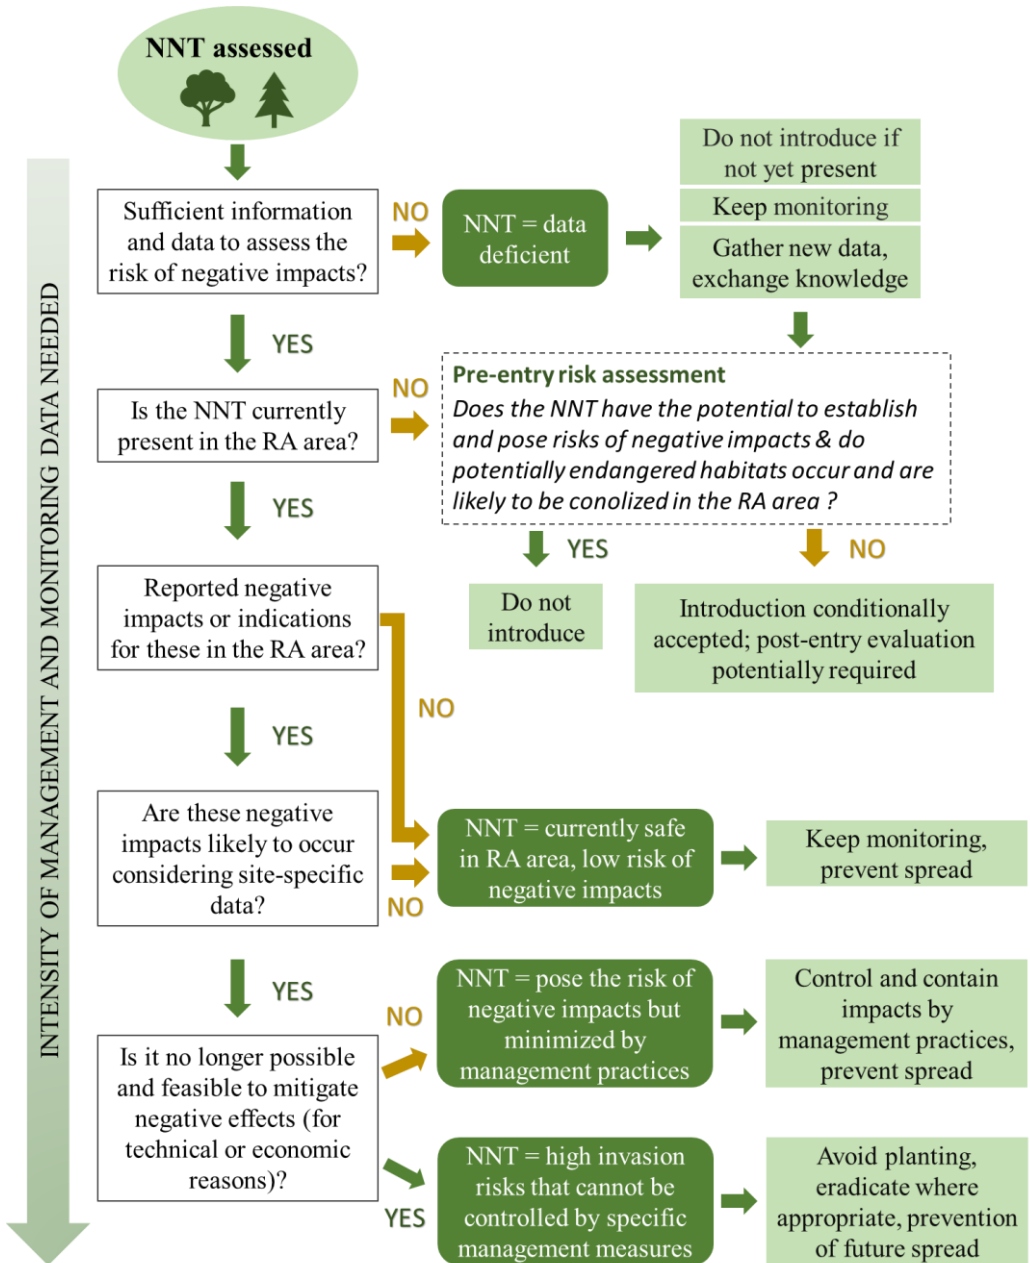 NNT assessed
INTENSITY OF MANAGEMENT AND MONITORING DATA NEEDED
Sufficient information
and data to assess the
risk of negative impacts?
NO
NNT = data
deficient
Do not introduce if
not yet present
Keep monitoring
Gather new data,
exchange knowledge
YES
Is the NNT currently
present in the RA area?
NO
Pre-entry risk assessment
Does the NNT have the potential to establish
and pose risks of negative impacts & do
potentially endangered habitats occur and are
likely to be conolized in the RA area ?
YES
NO
Do not
introduce
Introduction conditionally
accepted; post-entry evaluation
potentially required
YES
Reported negative
impacts or indications
for these in the RA area?
NO
YES
Are these negative
impacts likely to occur
considering site-specific
data?
NO
NNT = currently safe
in RA area, low risk of
negative impacts
Keep monitoring,
prevent spread
YES
Is it no longer possible
and feasible to mitigate
negative effects (for
technical or economic
reasons)?
NO
NNT = pose the risk of
negative impacts but
minimized by
management practices
Control and contain
impacts by
management practices,
prevent spread
YES
NNT = high invasion
risks that cannot be
controlled by specific
management measures
Avoid planting,
eradicate where
appropriate, prevention
of future spread